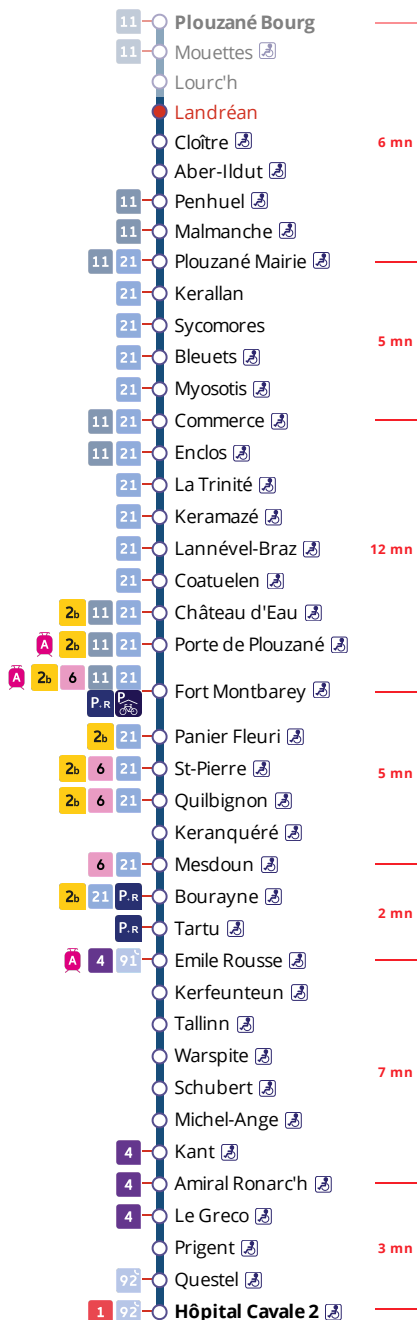 11 Plouzané Bourg
11 Mouettes
Lourc'h
Landréan
Cloître 6 mn
Aber-Ildut
11 Penhuel
11 Malmanche
11 21 Plouzané Mairie
21 Kerallan
21 Sycomores
5 mn
21 Bleuets
21 Myosotis
11 21 Commerce
11 21 Enclos
21 La Trinité
21 Keramazé
21 Lannével-Braz 12 mn
21 Coatuelen
2b 11 21 Château d'Eau
A 2b 11 21 Porte de Plouzané
A 2b 6 11 21
P+R P Fort Montbarey
2b 21 Panier Fleuri
2b 6 21 St-Pierre 5 mn
2b 6 21 Quilbignon
Keranquéré
6 21 Mesdoun
2b 21 P+R Bourayne
2 mn
P+R Tartu
A 4 91 Emile Rousse
Kerfeunteun
Tallinn
Warspite
7 mn
Schubert
Michel-Ange
4 Kant
4 Amiral Ronarc'h
4 Le Greco
Prigent 3 mn
92 Questel
1 92 Hôpital Cavale 2